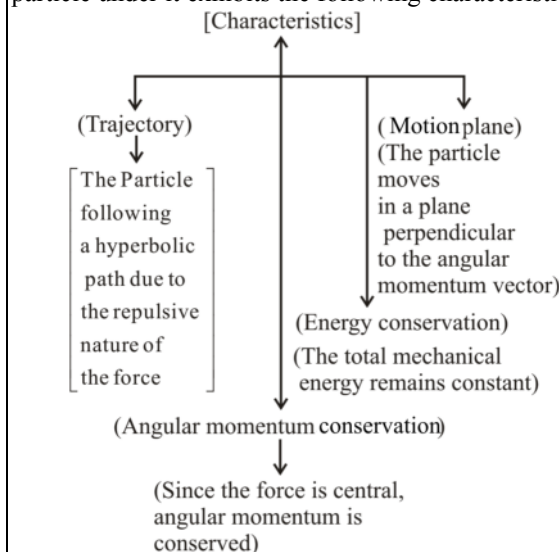 particle under it exhibits the following characteristi
[Characteristics]
(Trajectory)
The Particle
following
a hyperbolic
path due to
the repulsive
nature of
the force
( Motion plane)
(The particle
moves
in a plane
perpendicular
to the angular
momentum vector)
(Energy conservation)
(The total mechanical
energy remains constant)
(Angular momentum conservation)
(Since the force is central,
angular momentum is
conserved)